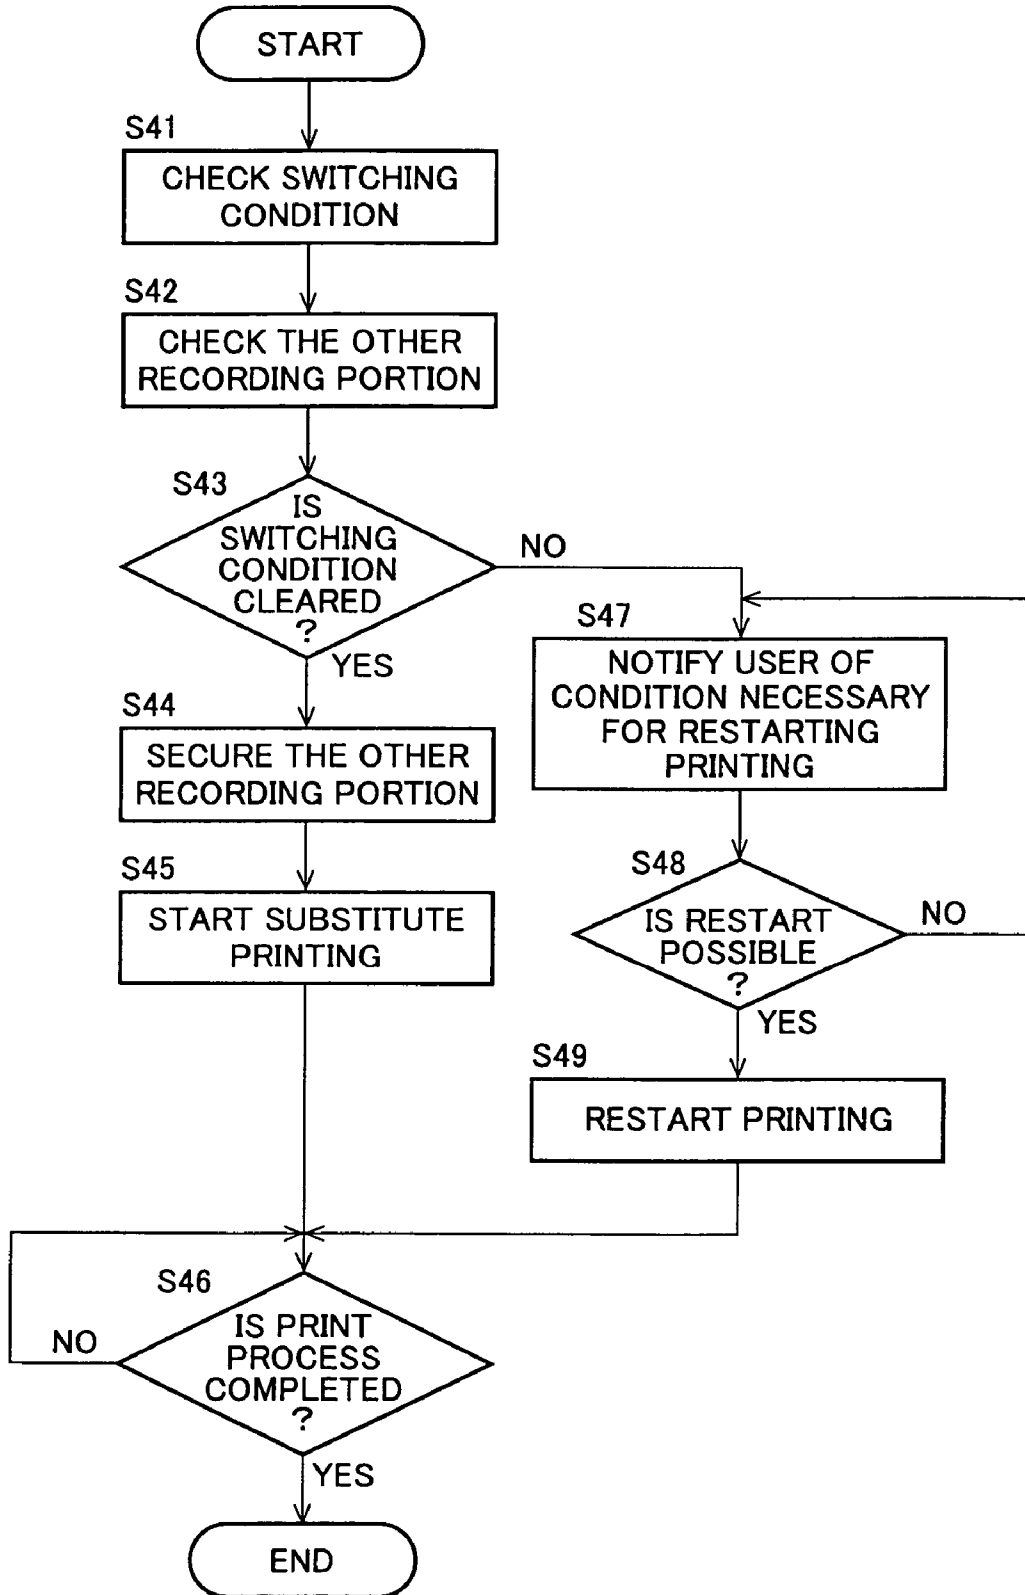 START
S41
CHECK SWITCHING
CONDITION
S42
CHECK THE OTHER
RECORDING PORTION
S43
IS
SWITCHING
CONDITION
CLEARED
?
NO
YES
S44
SECURE THE OTHER
RECORDING PORTION
S45
START SUBSTITUTE
PRINTING
S47
NOTIFY USER OF
CONDITION NECESSARY
FOR RESTARTING
PRINTING
S48
IS RESTART
POSSIBLE
?
NO
YES
S49
RESTART PRINTING
S46
IS PRINT
PROCESS
COMPLETED
?
NO
YES
END